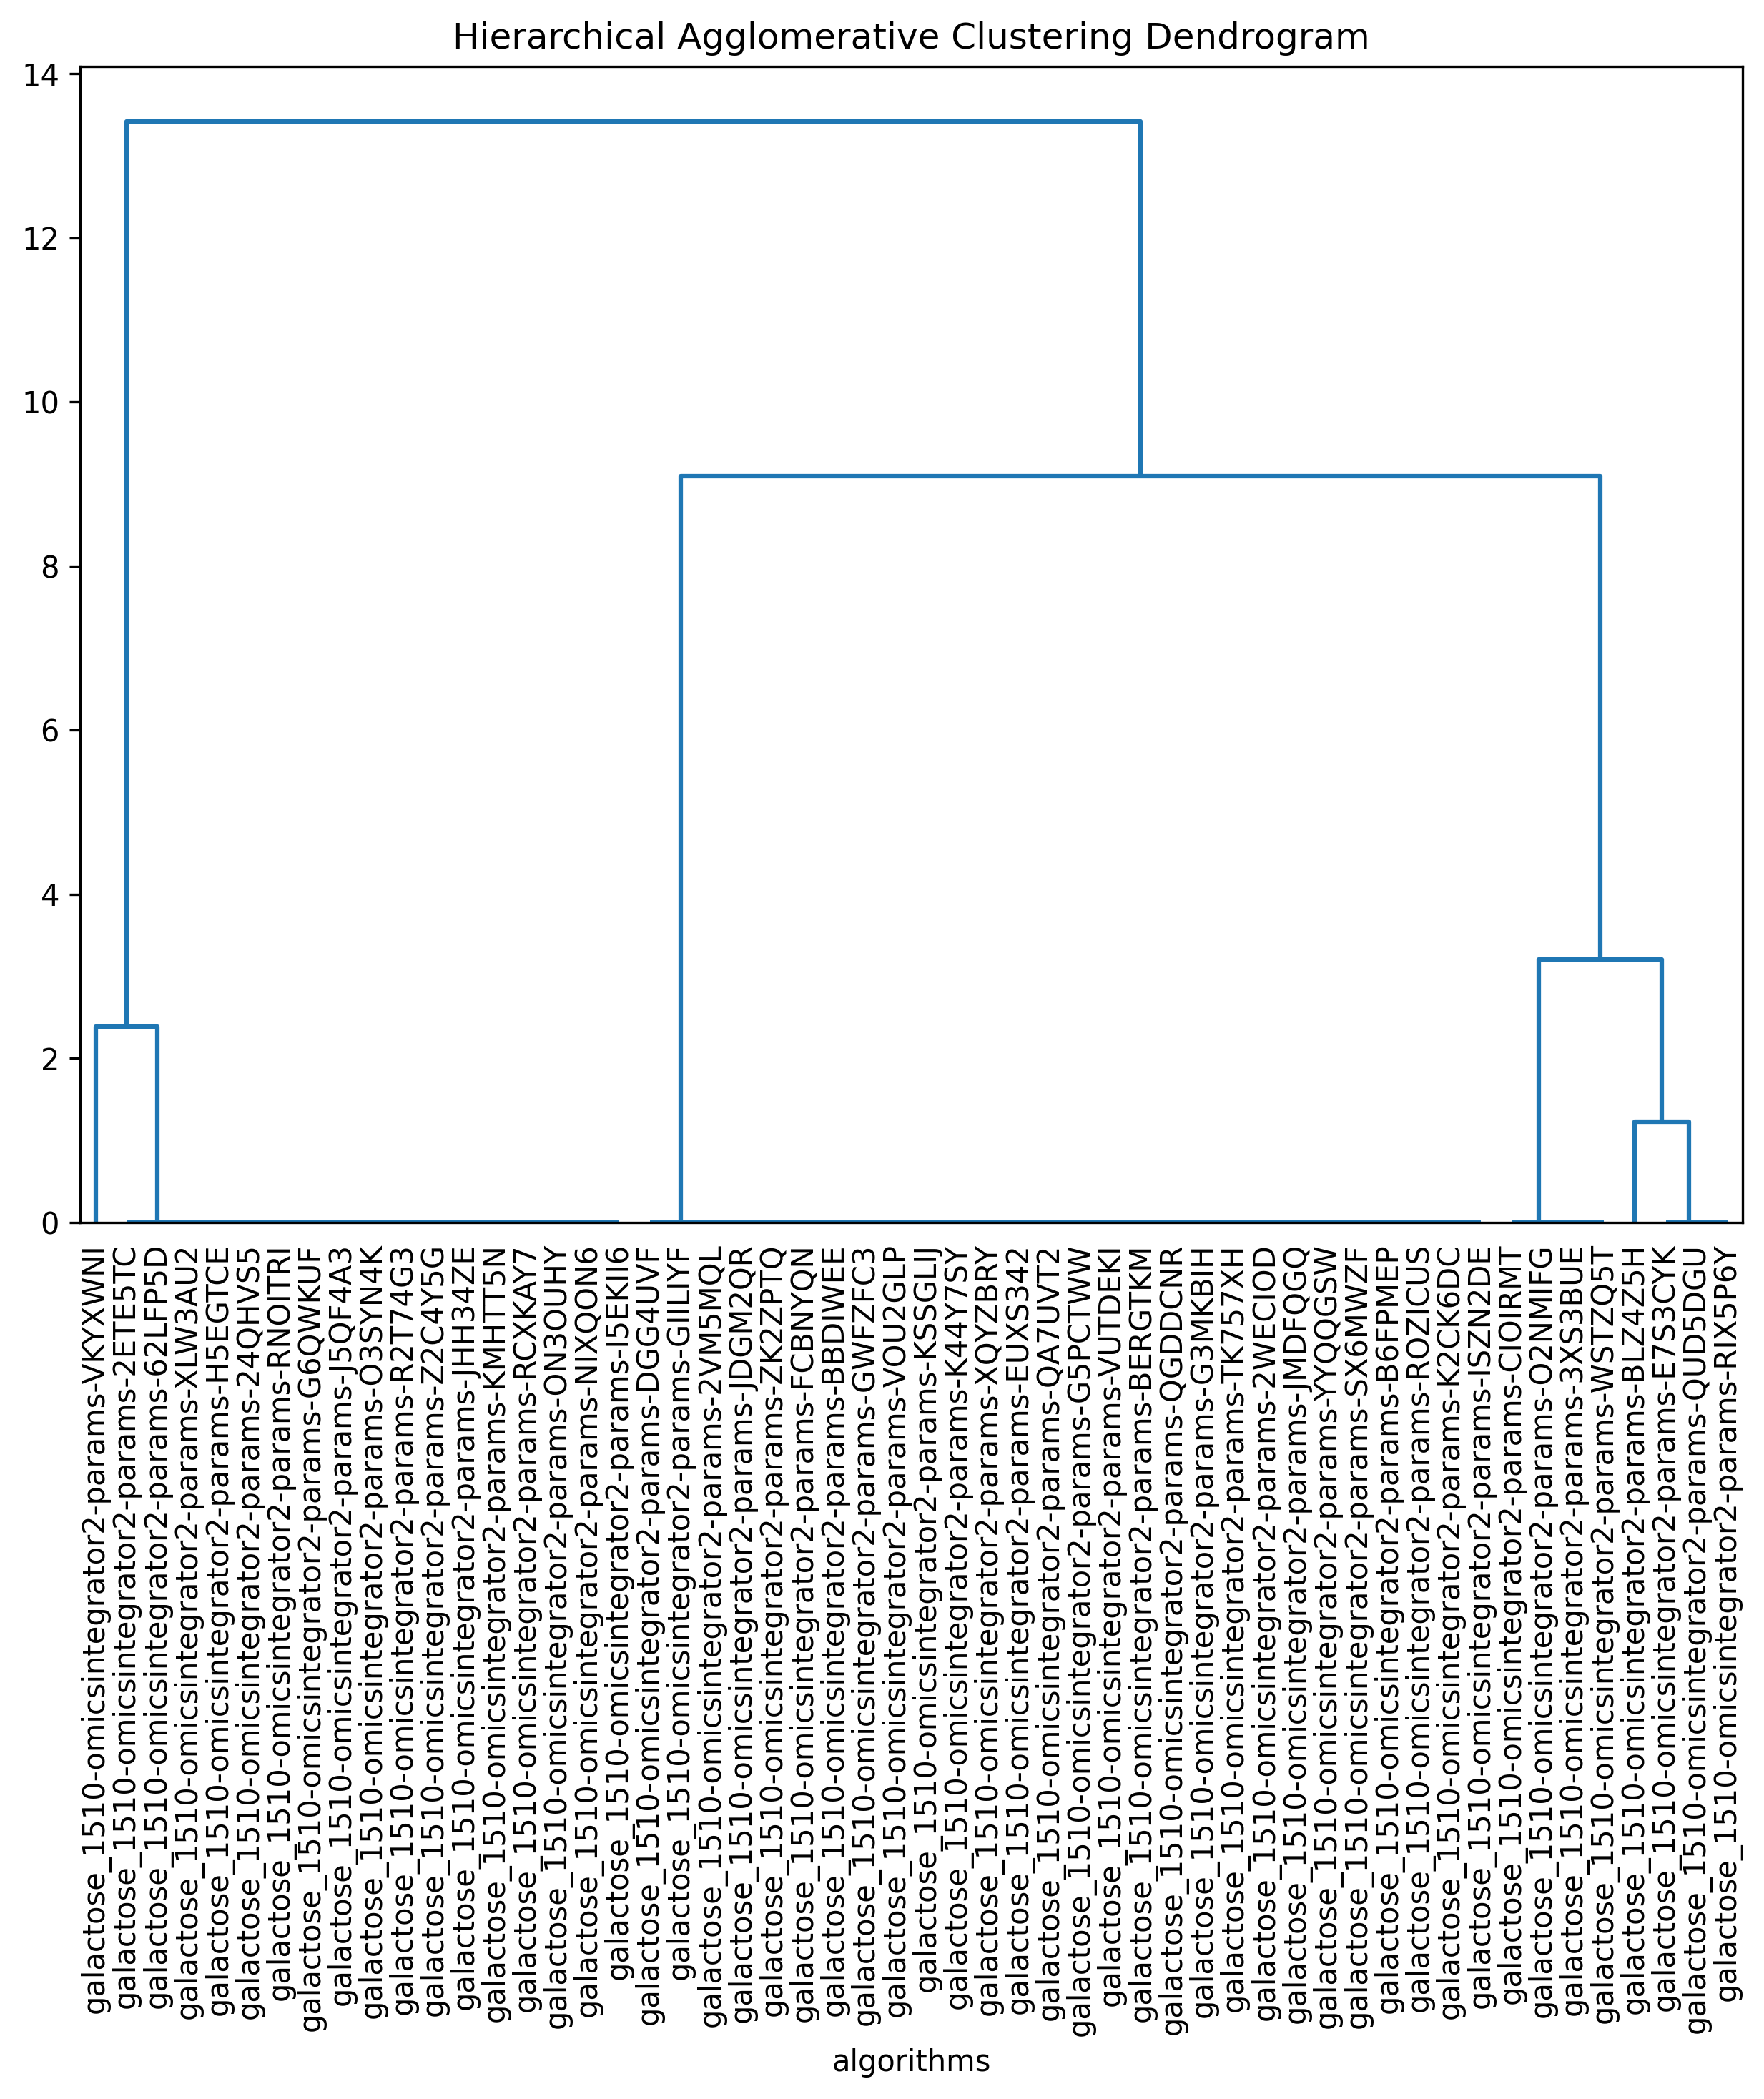 Hierarchical Agglomerative Clustering Dendrogram
14
12
10
8
6
4
2
0
galactose_1510-omicsintegrator2-params-VKYXWNI
galactose_1510-omicsintegrator2-params-2ETE5TC
galactose_1510-omicsintegrator2-params-62LFP5D
galactose_1510-omicsintegrator2-params-XLW3AU2
galactose_1510-omicsintegrator2-params-H5EGTCE
galactose_1510-omicsintegrator2-params-24QHVS5
galactose_1510-omicsintegrator2-params-RNOITRI
galactose_1510-omicsintegrator2-params-G6QWKUF
galactose_1510-omicsintegrator2-params-J5QF4A3
galactose_1510-omicsintegrator2-params-O3SYN4K
galactose_1510-omicsintegrator2-params-R2T74G3
galactose_1510-omicsintegrator2-params-Z2C4Y5G
galactose_1510-omicsintegrator2-params-JHH34ZE
galactose_1510-omicsintegrator2-params-KMHTT5N
galactose_1510-omicsintegrator2-params-RCXKAY7
galactose_1510-omicsintegrator2-params-ON3OUHY
galactose_1510-omicsintegrator2-params-NIXQON6
galactose_1510-omicsintegrator2-params-I5EKII6
galactose_1510-omicsintegrator2-params-DGG4UVF
galactose_1510-omicsintegrator2-params-GIILIYF
galactose_1510-omicsintegrator2-params-2VM5MQL
galactose_1510-omicsintegrator2-params-JDGM2QR
galactose_1510-omicsintegrator2-params-ZK2ZPTQ
galactose_1510-omicsintegrator2-params-FCBNYQN
galactose_1510-omicsintegrator2-params-BBDIWEE
galactose_1510-omicsintegrator2-params-GWFZFC3
galactose_1510-omicsintegrator2-params-VOU2GLP
galactose_1510-omicsintegrator2-params-KSSGLIJ
galactose_1510-omicsintegrator2-params-K44Y7SY
galactose_1510-omicsintegrator2-params-XQYZBRY
galactose_1510-omicsintegrator2-params-EUXS342
galactose_1510-omicsintegrator2-params-QA7UVT2
galactose_1510-omicsintegrator2-params-G5PCTWW
galactose_1510-omicsintegrator2-params-VUTDEKI
galactose_1510-omicsintegrator2-params-BERGTKM
galactose_1510-omicsintegrator2-params-QGDDCNR
galactose_1510-omicsintegrator2-params-G3MKBIH
galactose_1510-omicsintegrator2-params-TK757XH
galactose_1510-omicsintegrator2-params-2WECIOD
galactose_1510-omicsintegrator2-params-JMDFQGQ
galactose_1510-omicsintegrator2-params-YYQQGSW
galactose_1510-omicsintegrator2-params-SX6MWZF
galactose_1510-omicsintegrator2-params-B6FPMEP
galactose_1510-omicsintegrator2-params-ROZICUS
galactose_1510-omicsintegrator2-params-K2CK6DC
galactose_1510-omicsintegrator2-params-ISZN2DE
galactose_1510-omicsintegrator2-params-CIOIRMT
galactose_1510-omicsintegrator2-params-O2NMIFG
galactose_1510-omicsintegrator2-params-3XS3BUE
galactose_1510-omicsintegrator2-params-WSTZQ5T
galactose_1510-omicsintegrator2-params-BLZ4Z5H
galactose_1510-omicsintegrator2-params-E7S3CYK
galactose_1510-omicsintegrator2-params-QUD5DGU
galactose_1510-omicsintegrator2-params-RIX5P6Y
algorithms